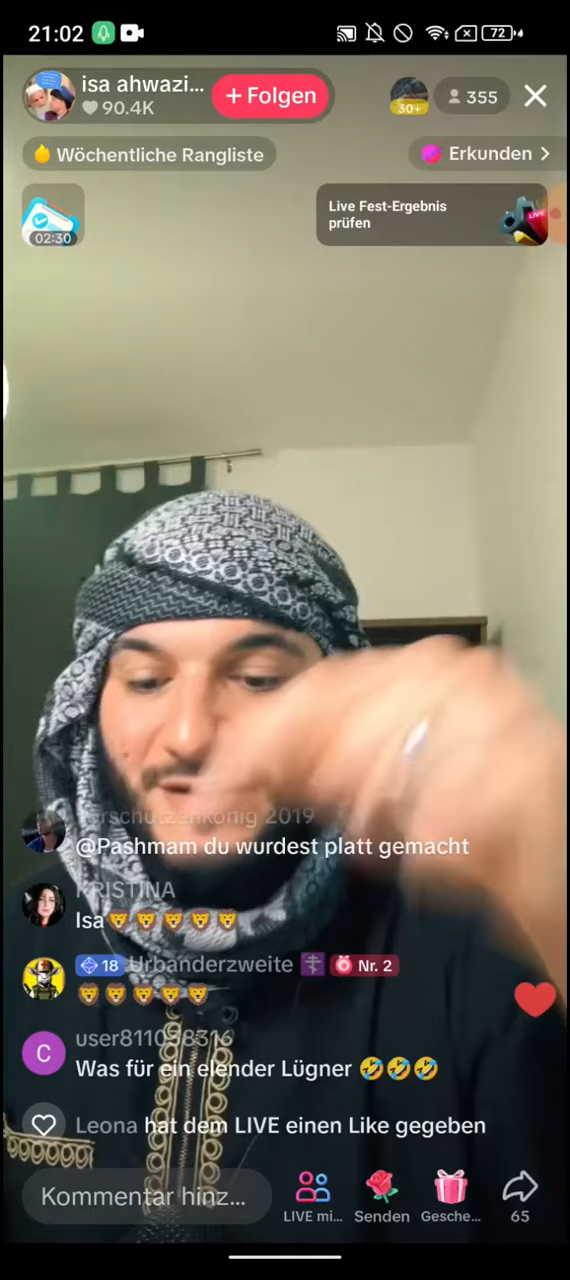 21:02
72
isa ahwazi...
90.4K
+ Folgen
30+
355
Wöchentliche Rangliste
Erkunden >
02:30
Live Fest-Ergebnis
prüfen
LIVE
2019
@Pashmam du wurdest platt gemacht
KRISTINA
Isa🦁🦁🦁🦁🦁
18 Urbanderzweite ☦️ Nr. 2
🦁🦁🦁🦁🦁
C
Was für ein elender Lügner 🤣🤣🤣
Leona hat dem LIVE einen Like gegeben
Kommentar hinz...
LIVE mi...
Senden
Gesche...
65